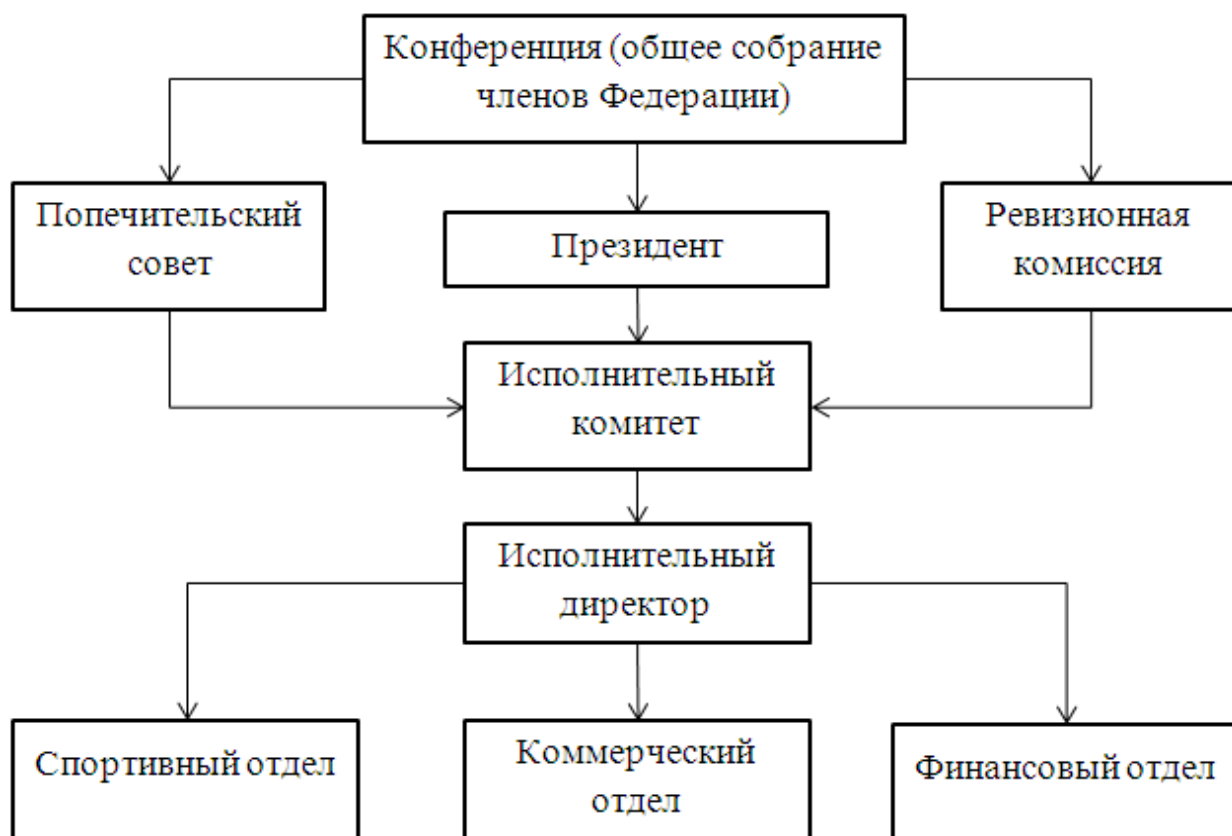 Конференция (общее собрание
членов Федерации)
Попечительский
совет
Президент
Ревизионная
комиссия
Исполнительный
комитет
Исполнительный
директор
Спортивный отдел
Коммерческий
отдел
Финансовый отдел